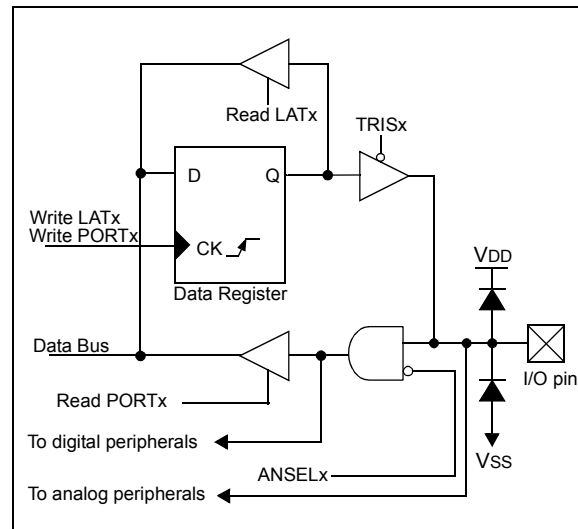 Read LATx
TRISx
D
Q
Write LATx
Write PORTx
CK
Data Register
VDD
Data Bus
I/O pin
Read PORTx
To digital peripherals
VSS
ANSELx
To analog peripherals